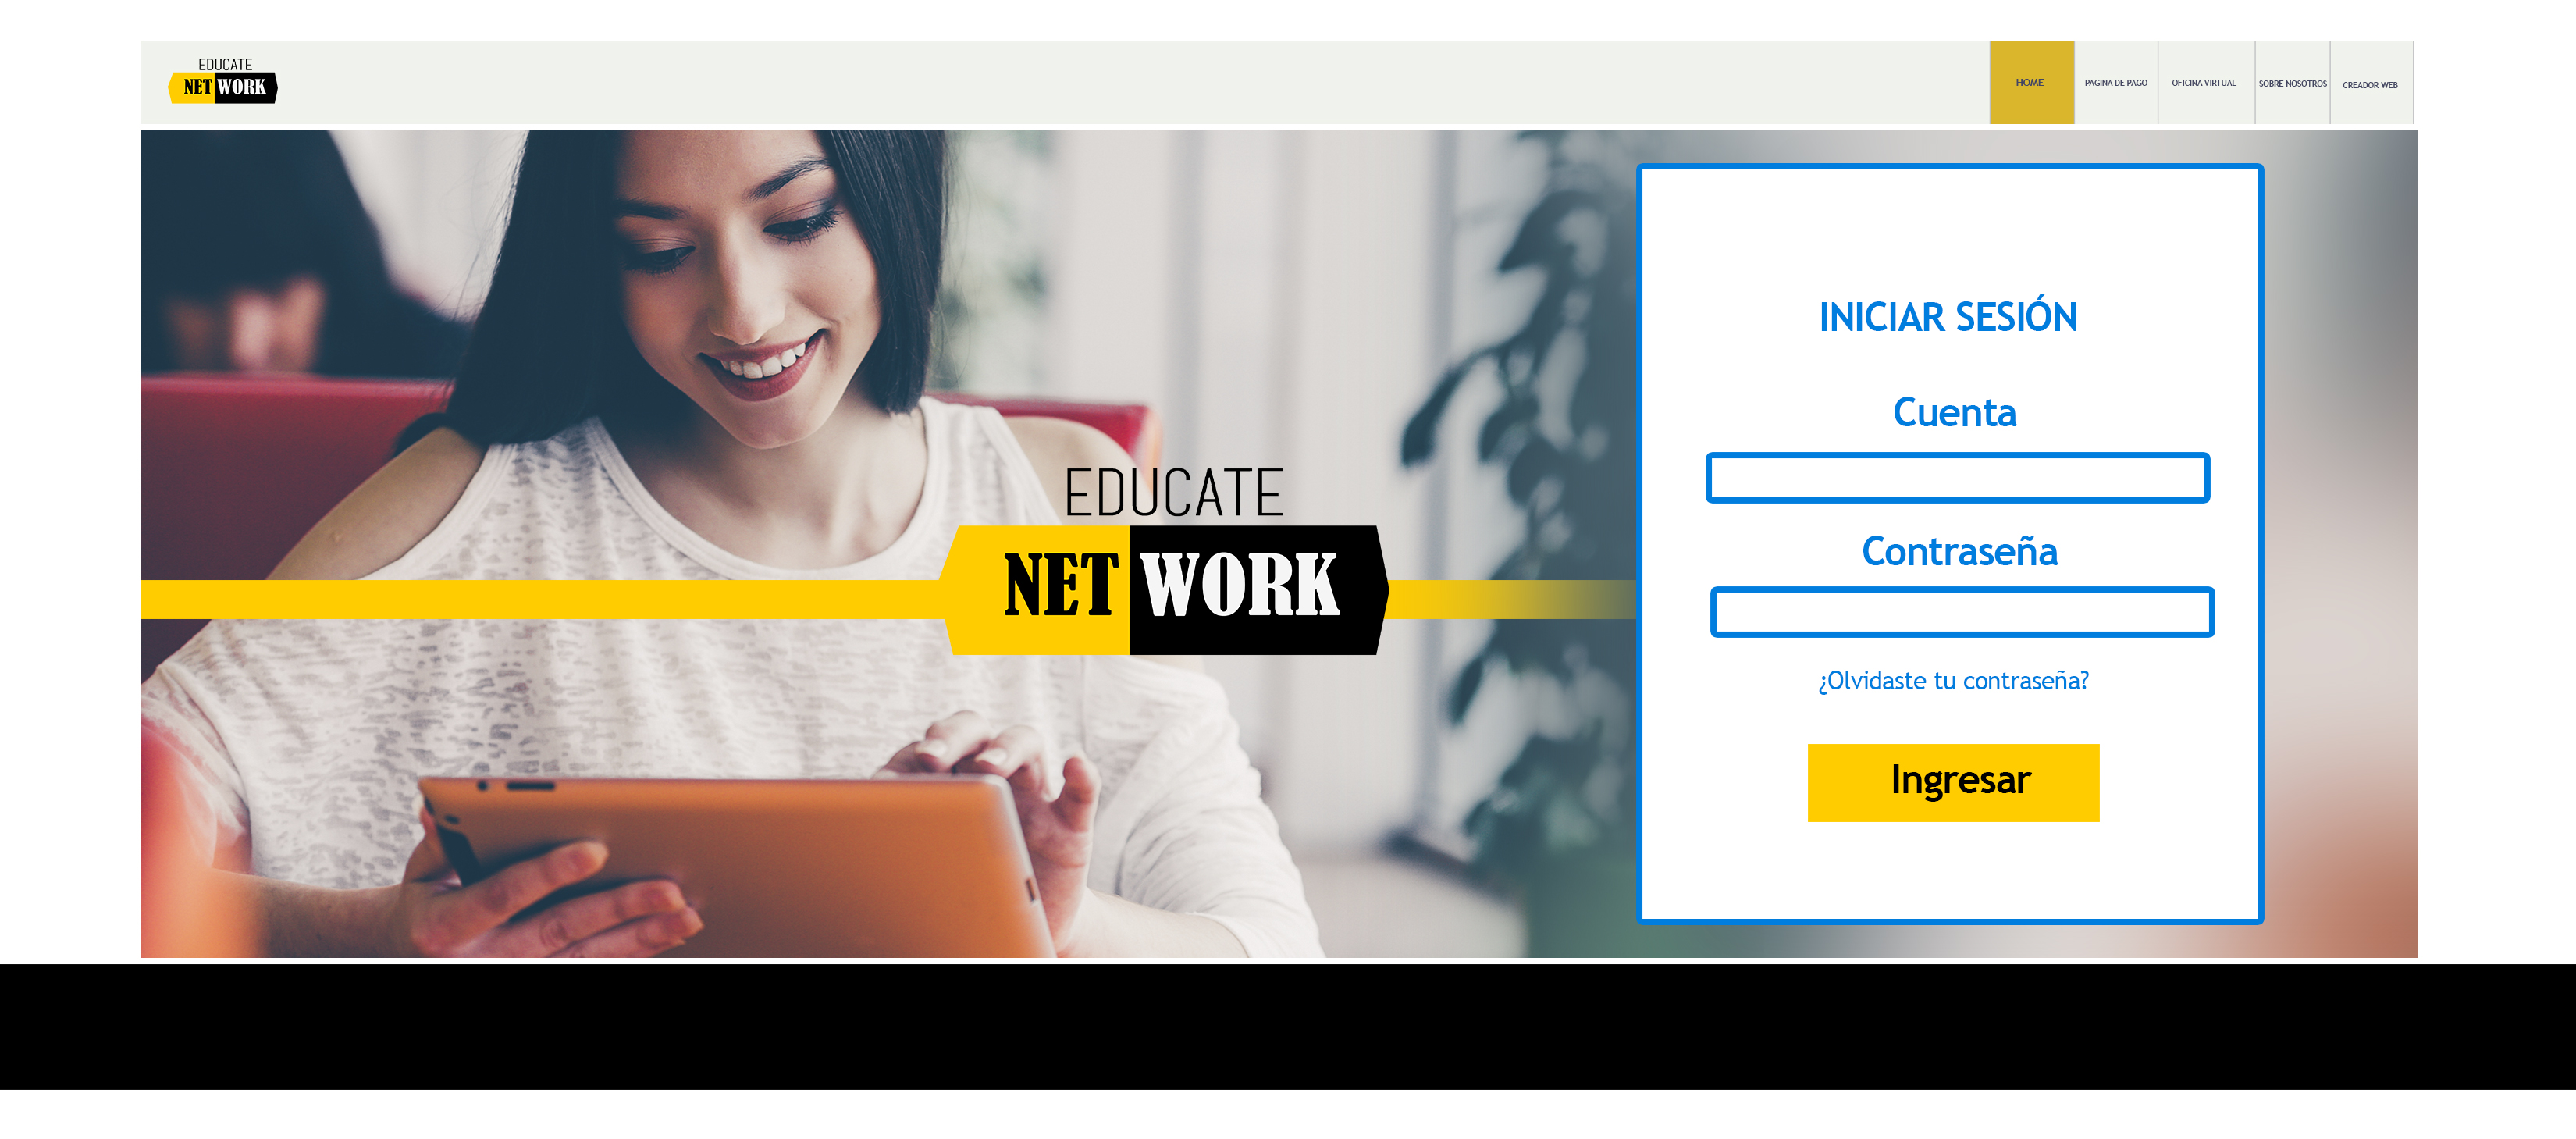 EDUCATE
NET WORK
HOME
PAGINA DE PAGO
OFICINA VIRTUAL
SOBRE NOSOTROS
CREADOR WEB
EDUCATE
NET WORK
INICIAR SESIÓN
Cuenta
Contraseña
¿Olvidaste tu contraseña?
Ingresar